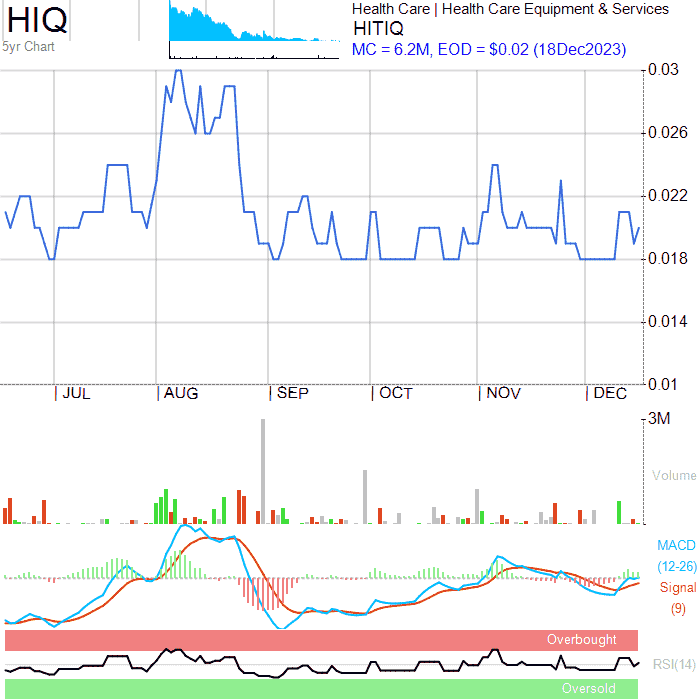 HIQ
5yr Chart
Health Care | Health Care Equipment & Services
HITIQ
MC = 6.2M, EOD = $0.02 (18Dec2023)
0.03
0.026
0.022
0.018
0.014
0.01
JUL
AUG
SEP
OCT
NOV
DEC
3M
Volume
MACD
(12-26)
Signal
(9)
Overbought
RSI(14)
Oversold